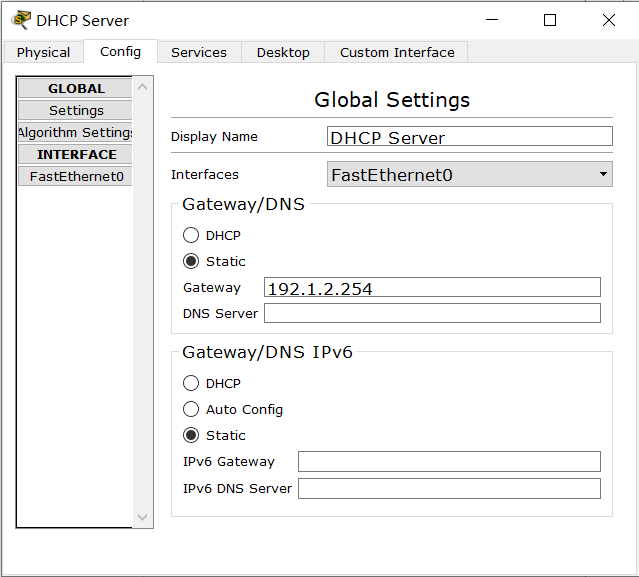 DHCP Server
Physical Config Services Desktop Custom Interface
GLOBAL
Settings
Algorithm Settings
INTERFACE
FastEthernet0
Global Settings
Display Name DHCP Server
Interfaces FastEthernet0
Gateway/DNS
DHCP
Static
Gateway 192.1.2.254
DNS Server
Gateway/DNS IPv6
DHCP
Auto Config
Static
IPv6 Gateway
IPv6 DNS Server